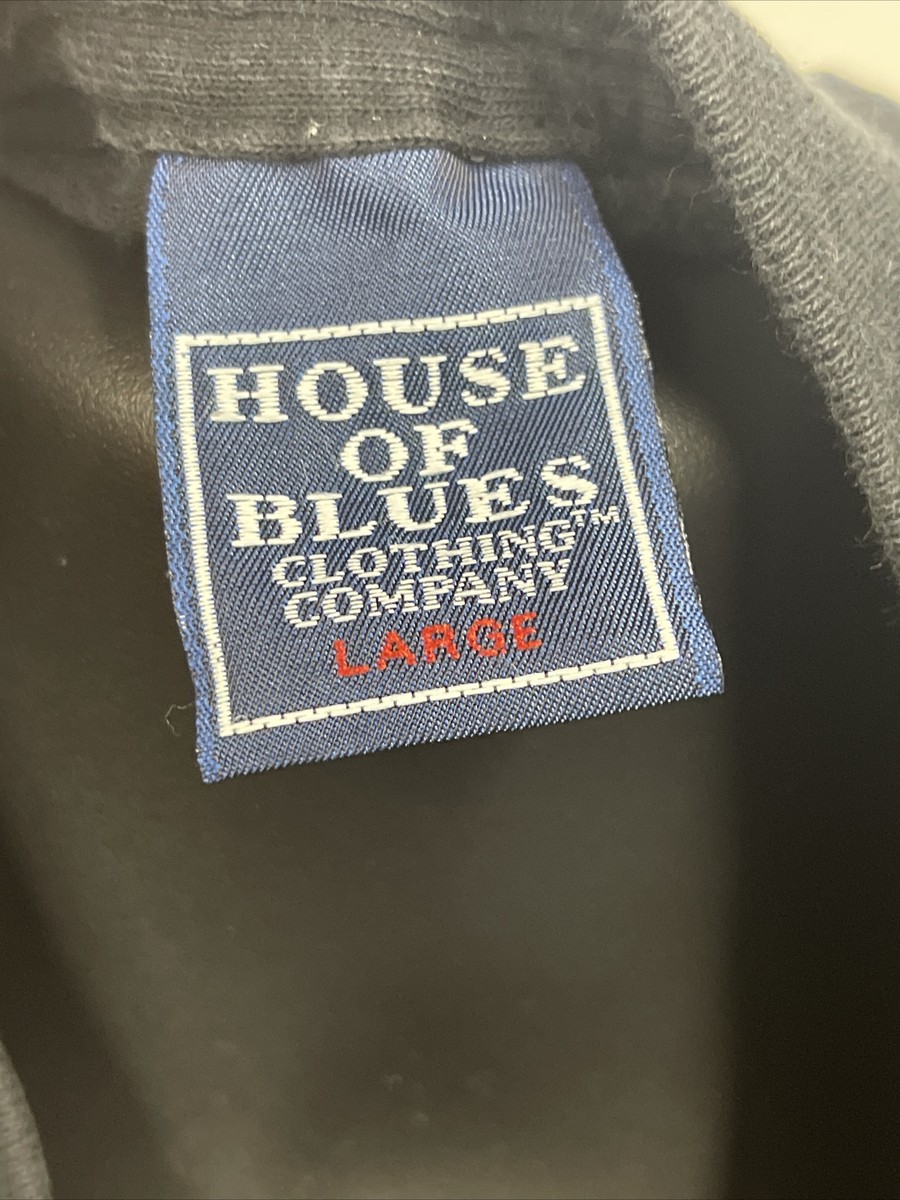 HOUSE
OF
BLUES
CLOTHING™
COMPANY
LARGE